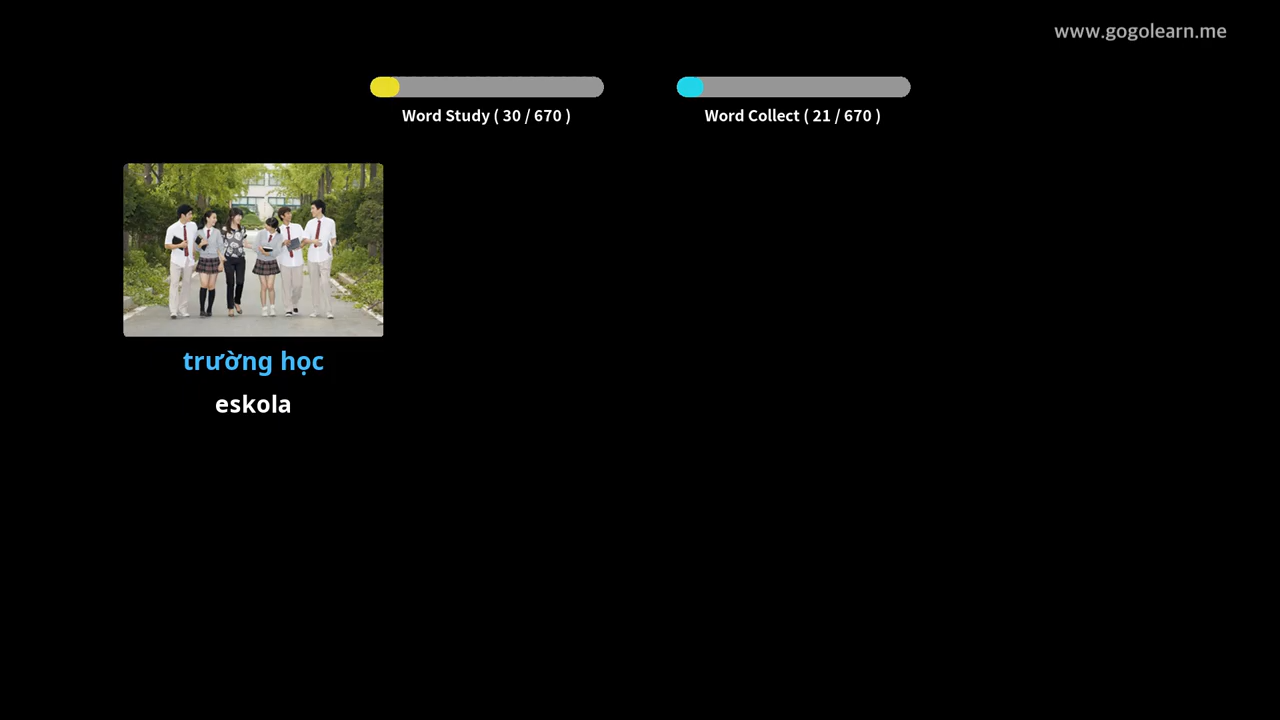 www.gogolearn.me
Word Study ( 30 / 670 )
Word Collect ( 21 / 670 )
trường học
eskola